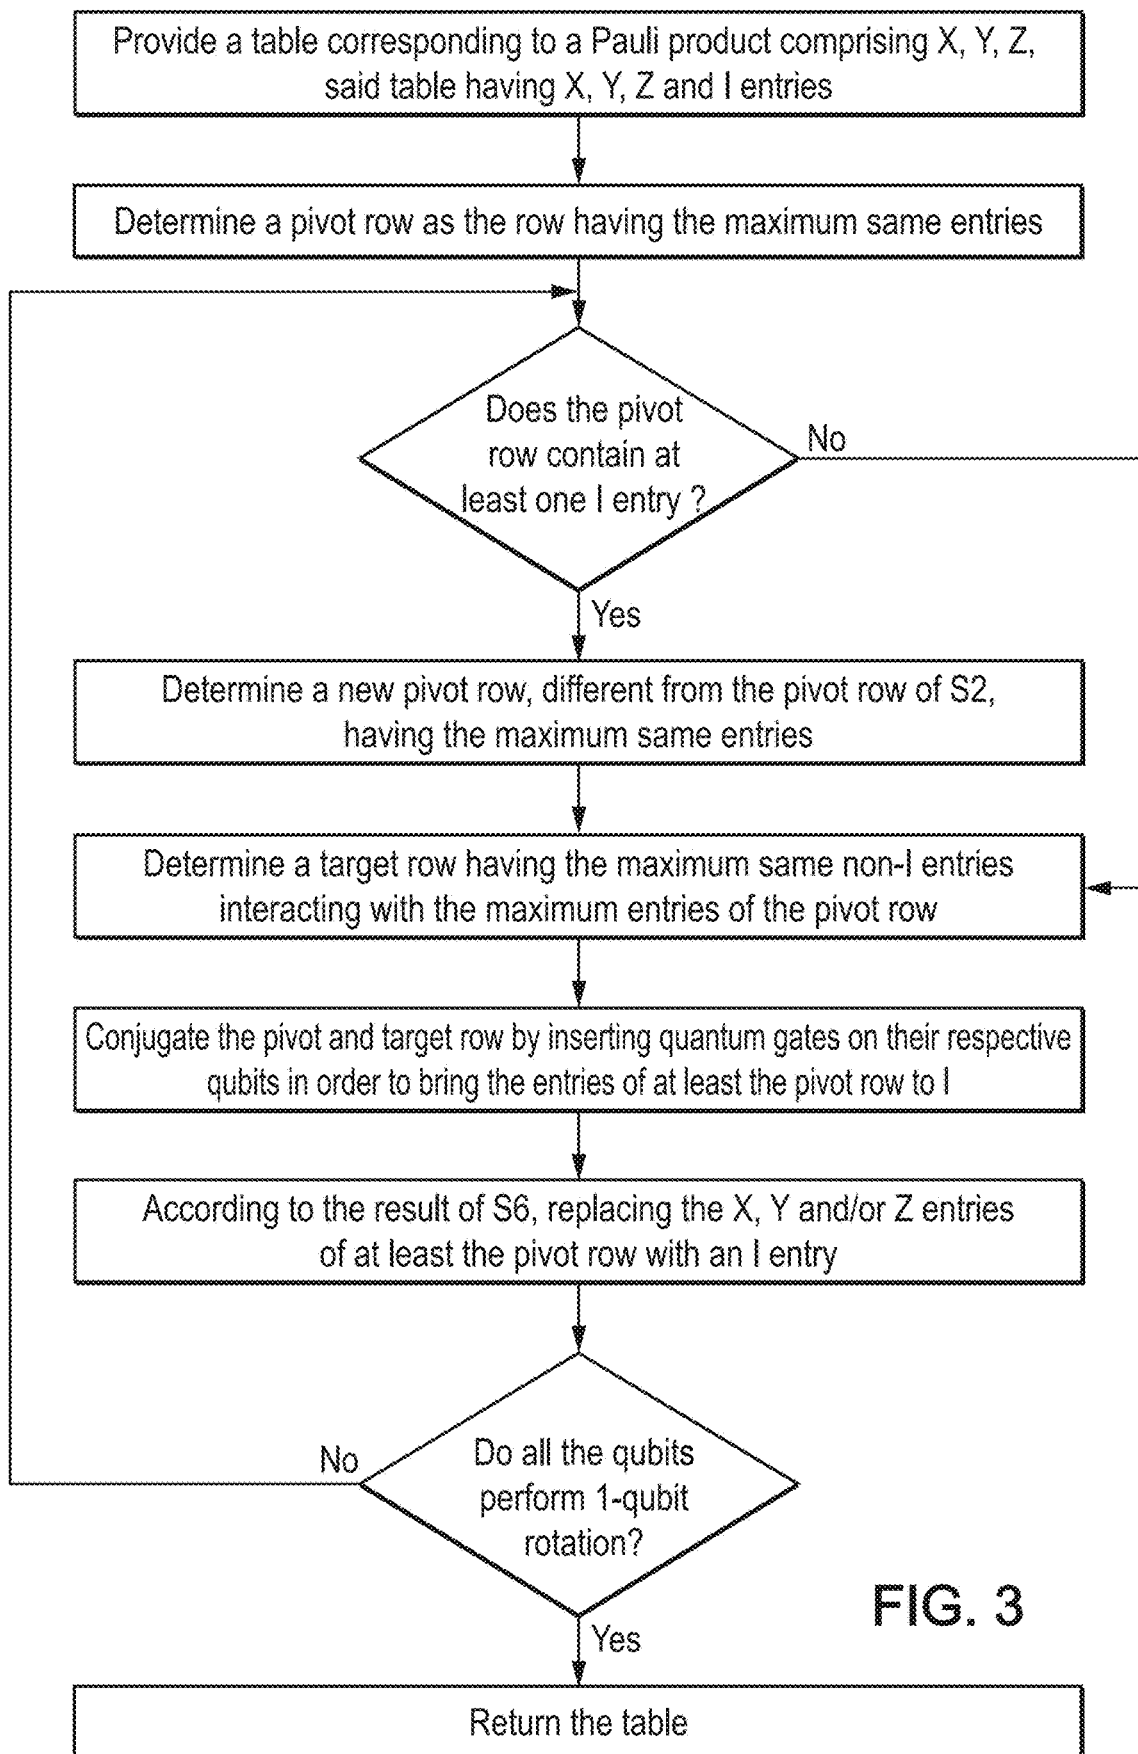 Provide a table corresponding to a Pauli product comprising X, Y, Z,
said table having X, Y, Z and I entries
Determine a pivot row as the row having the maximum same entries
Does the pivot
row contain at
least one I entry ?
No
Yes
Determine a new pivot row, different from the pivot row of S2,
having the maximum same entries
Determine a target row having the maximum same non-I entries
interacting with the maximum entries of the pivot row
Conjugate the pivot and target row by inserting quantum gates on their respective
qubits in order to bring the entries of at least the pivot row to I
According to the result of S6, replacing the X, Y and/or Z entries
of at least the pivot row with an I entry
No
Do all the qubits
perform 1-qubit
rotation?
FIG. 3
Yes
Return the table